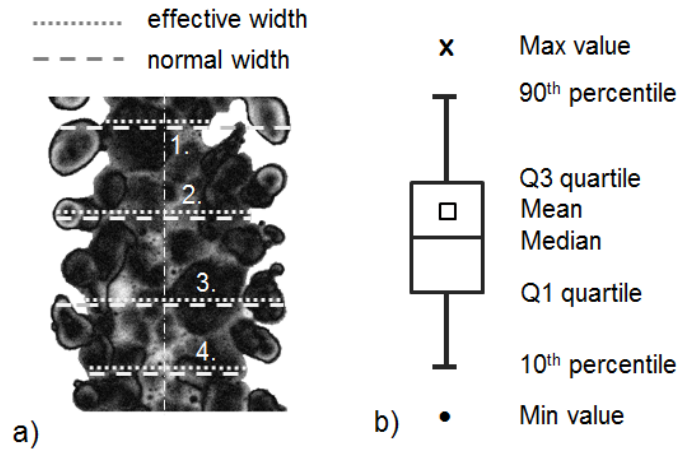 effective width
normal width
1.
2.
3.
4.
a)
x
Max value
90th percentile
Q3 quartile
Mean
Median
Q1 quartile
10th percentile
Min value
b)